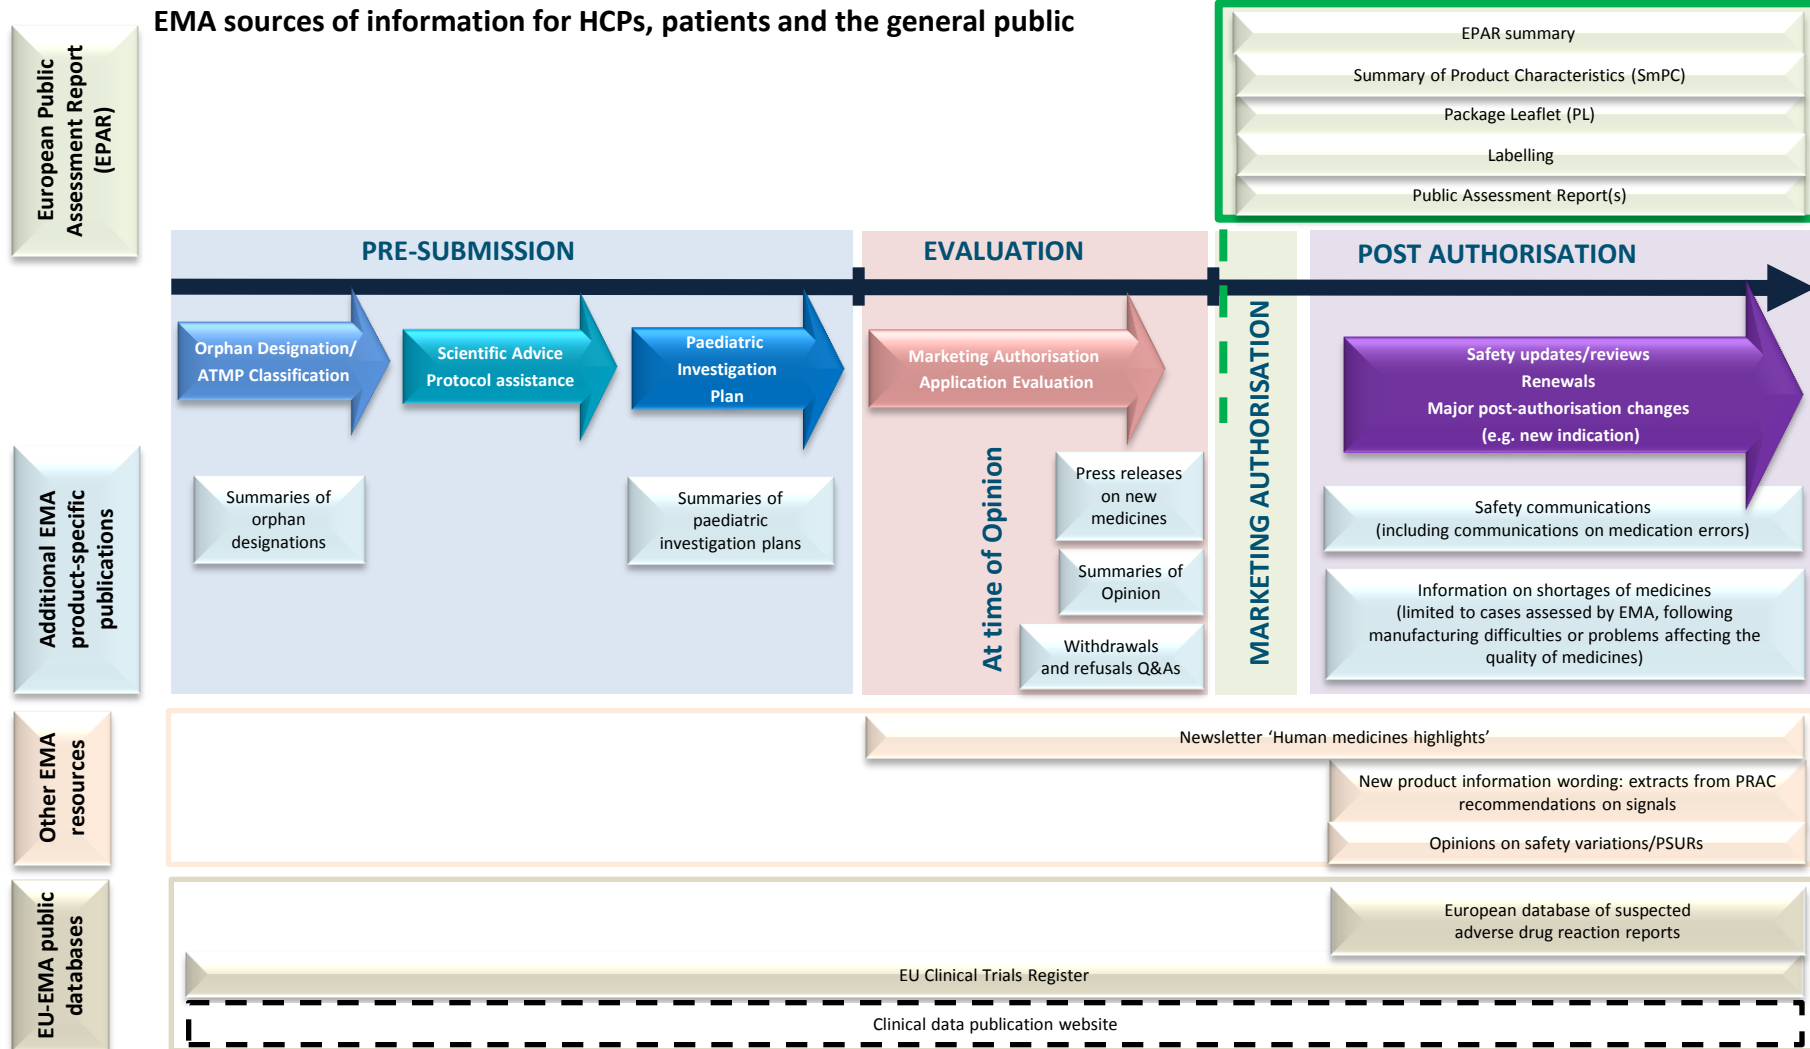 EMA sources of information for HCPs, patients and the general public
European Public
Assessment Report
(EPAR)
EPAR summary
Summary of Product Characteristics (SmPC)
Package Leaflet (PL)
Labelling
Public Assessment Report(s)
PRE-SUBMISSION
EVALUATION
MARKETING AUTHORISATION
POST AUTHORISATION
Orphan Designation/
ATMP Classification
Scientific Advice
Protocol assistance
Paediatric
Investigation
Plan
Marketing Authorisation
Application Evaluation
Safety updates/reviews
Renewals
Major post-authorisation changes
(e.g. new indication)
Additional EMA
product-specific
publications
Summaries of
orphan
designations
Summaries of
paediatric
investigation plans
At time of Opinion
Press releases
on new
medicines
Summaries of
Opinion
Withdrawals
and refusals Q&As
Safety communications
(including communications on medication errors)
Information on shortages of medicines
(limited to cases assessed by EMA, following
manufacturing difficulties or problems affecting the
quality of medicines)
Other EMA
resources
Newsletter ‘Human medicines highlights’
New product information wording: extracts from PRAC
recommendations on signals
Opinions on safety variations/PSURs
EU-EMA public
databases
European database of suspected
adverse drug reaction reports
EU Clinical Trials Register
Clinical data publication website